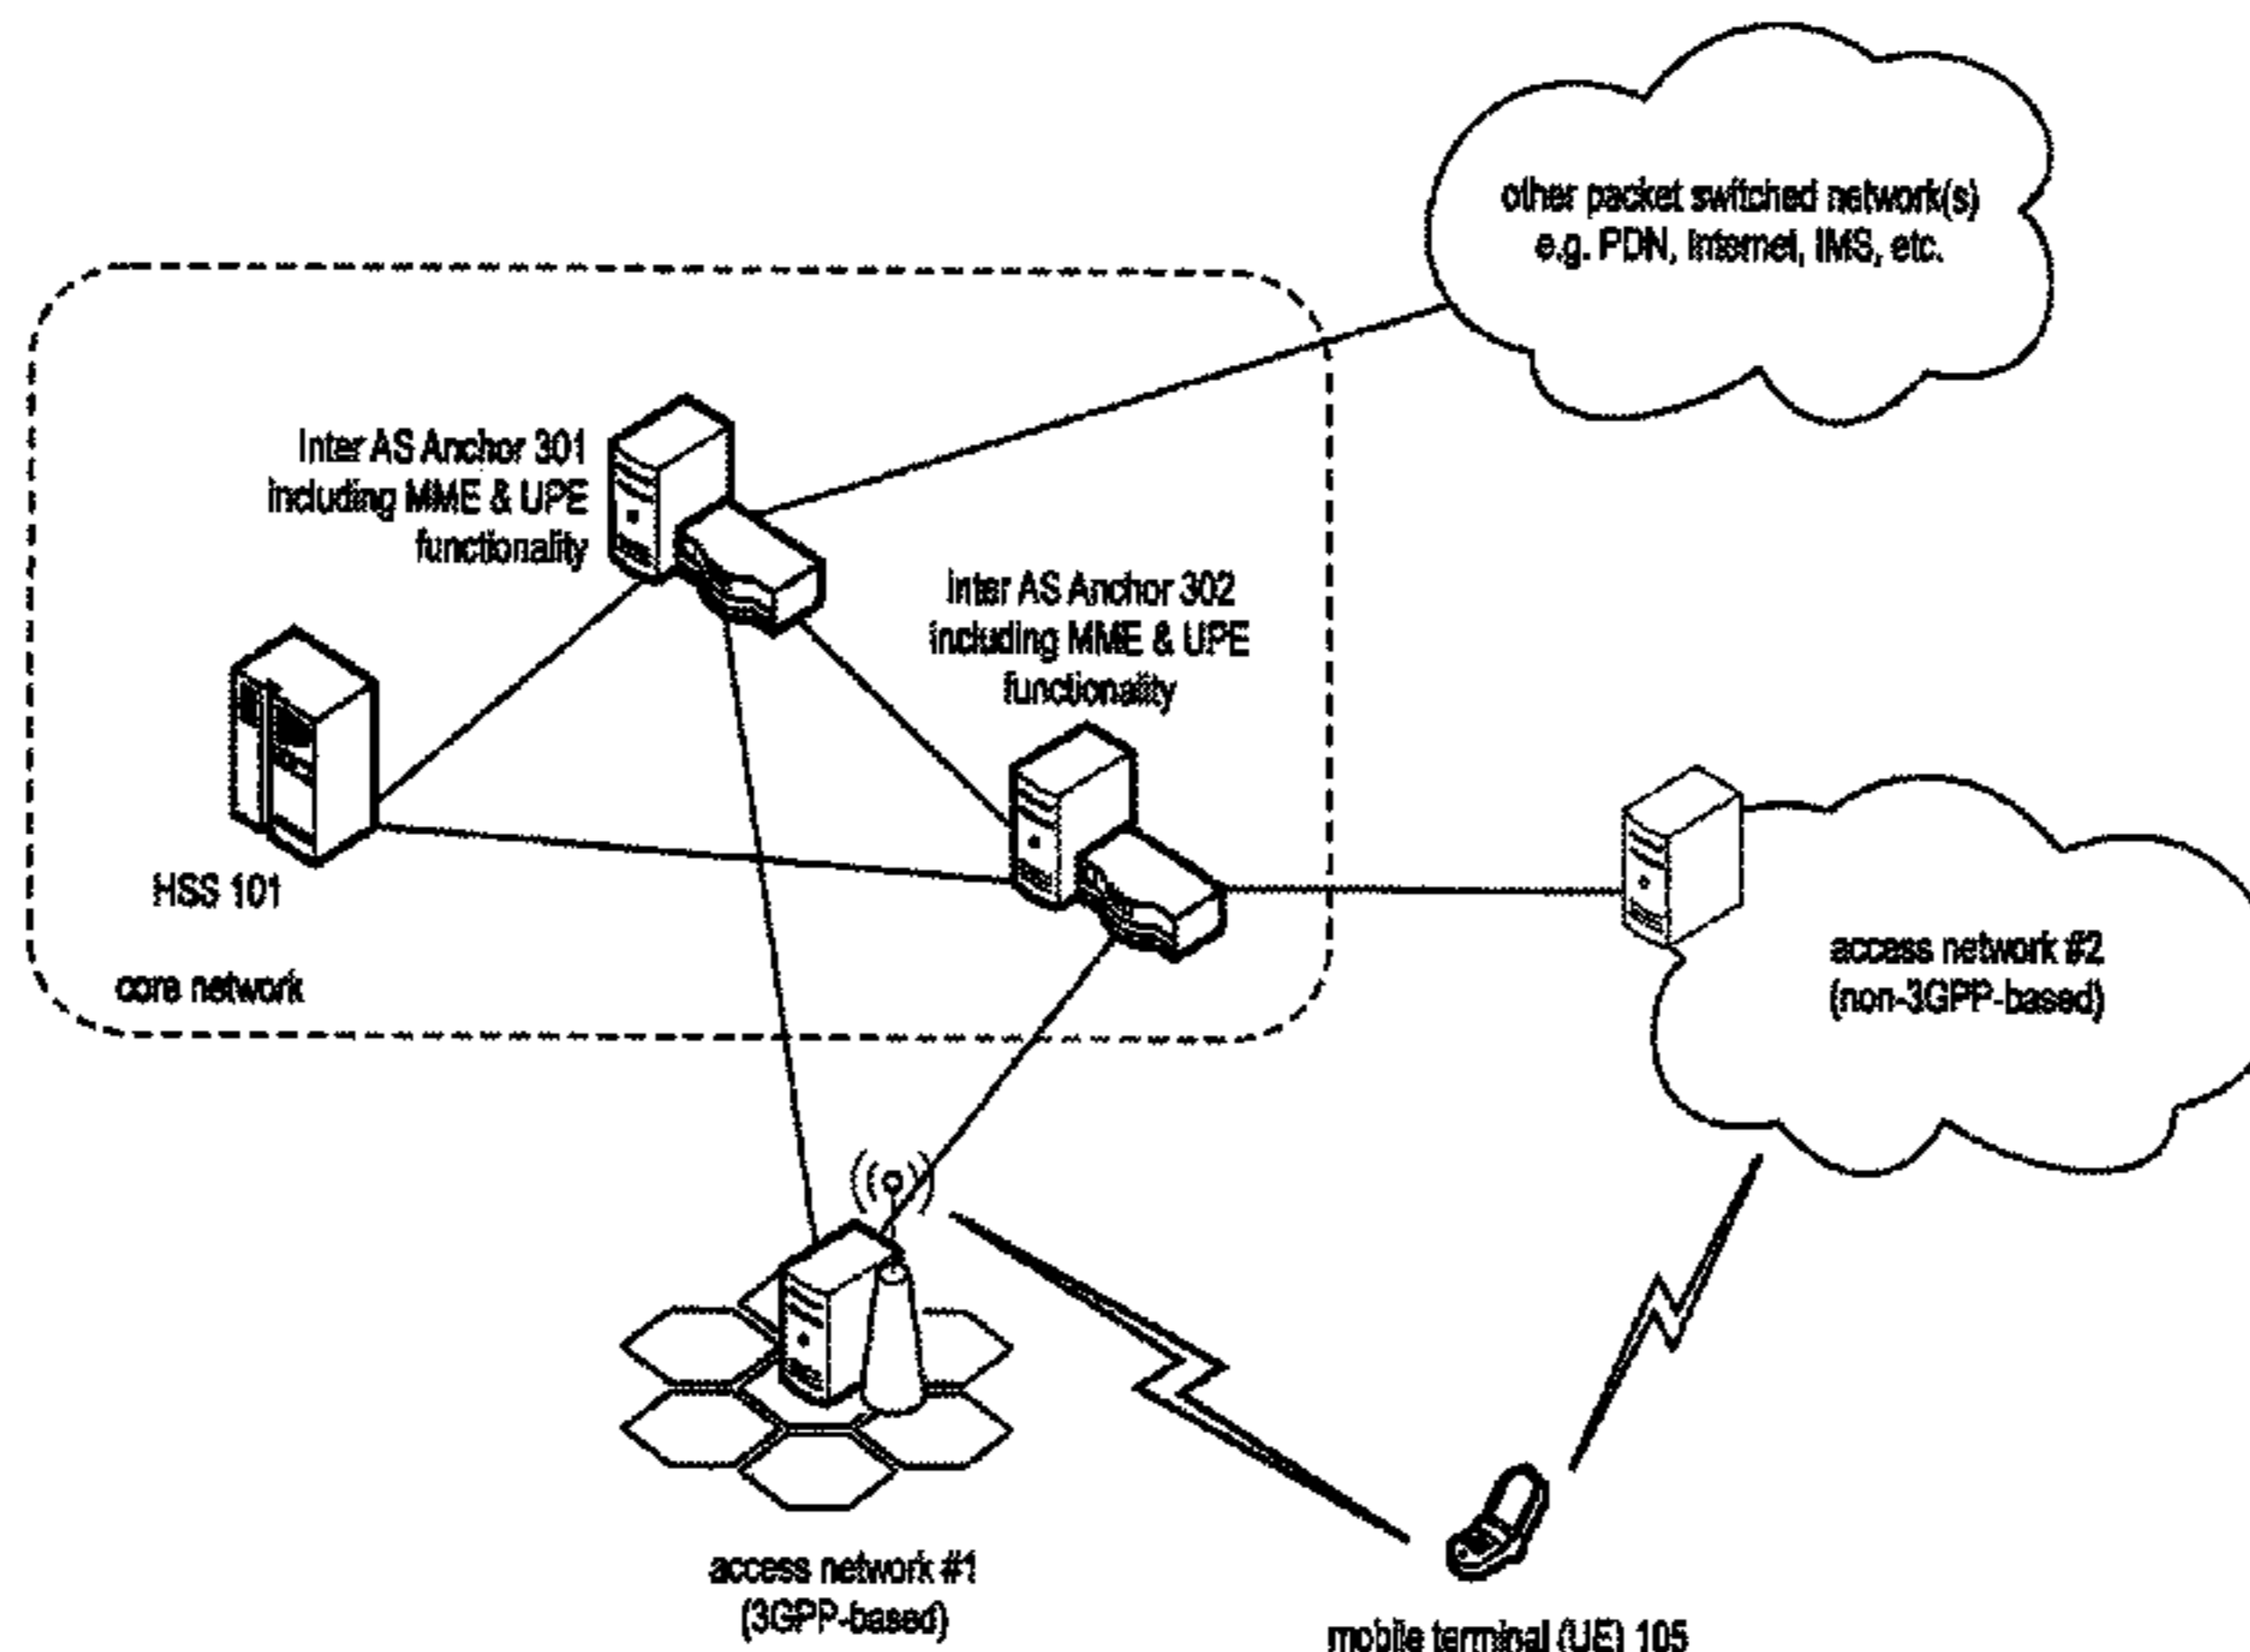 other packet switched network(s)
e.g. PDN, Internet, IMS, etc.
Inter AS Anchor 301
including MME & UPE
functionality
Inter AS Anchor 302
including MME & UPE
functionality
HSS 101
core network
access network #2
(non-3GPP-based)
access network #1
(3GPP-based)
mobile terminal (UE) 105